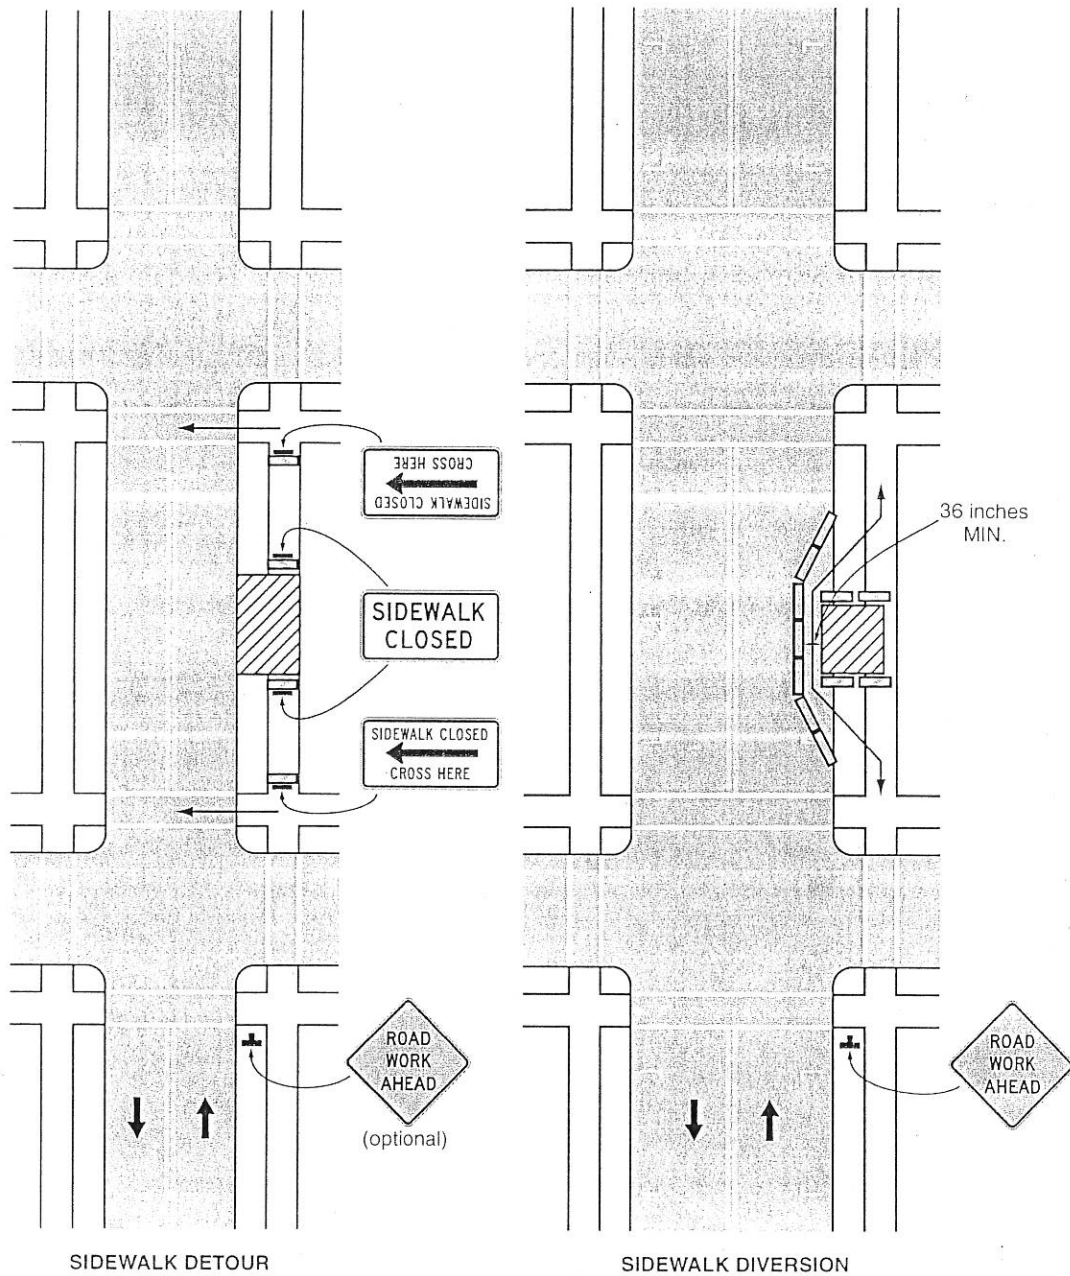 CROSS HERE
SIDEWALK CLOSED
SIDEWALK
CLOSED
SIDEWALK CLOSED
CROSS HERE
ROAD
WORK
AHEAD
(optional)
SIDEWALK DETOUR
36 inches
MIN.
ROAD
WORK
AHEAD
SIDEWALK DIVERSION